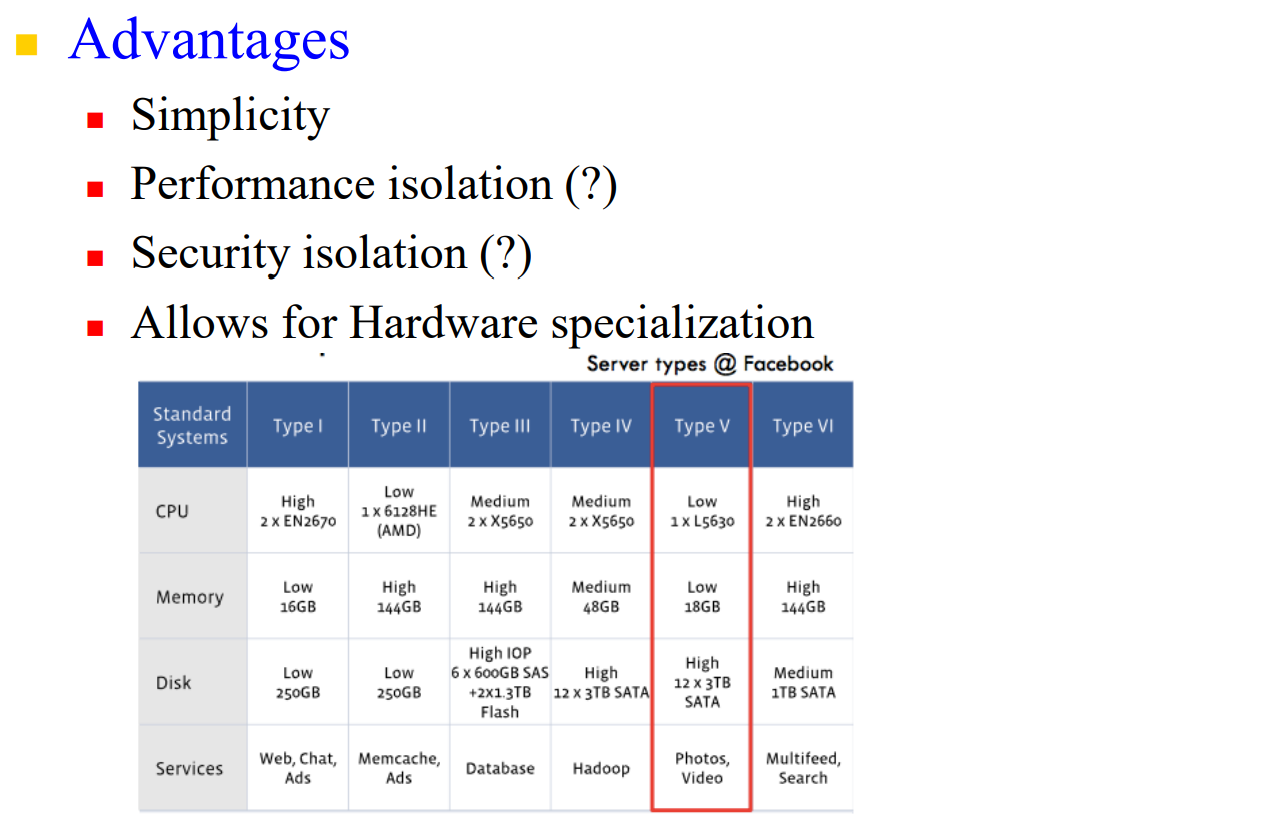 Advantages
Simplicity
Performance isolation (?)
Security isolation (?)
Allows for Hardware specialization
Server types @ Facebook
Standard Systems Type I Type II Type III Type IV Type V Type VI
CPU High 2 x EN2670 Low 1 x 6128HE (AMD) Medium 2 x X5650 Medium 2 x X5650 Low 1 x L5630 High 2 x EN2660
Memory Low 16GB High 144GB High 144GB Medium 48GB Low 18GB High 144GB
Disk Low 250GB Low 250GB High IOP 6 x 600GB SAS +2x1.3TB Flash High 12 x 3TB SATA High 12 x 3TB SATA Medium 1TB SATA
Services Web, Chat, Ads Memcache, Ads Database Hadoop Photos, Video Multifeed, Search